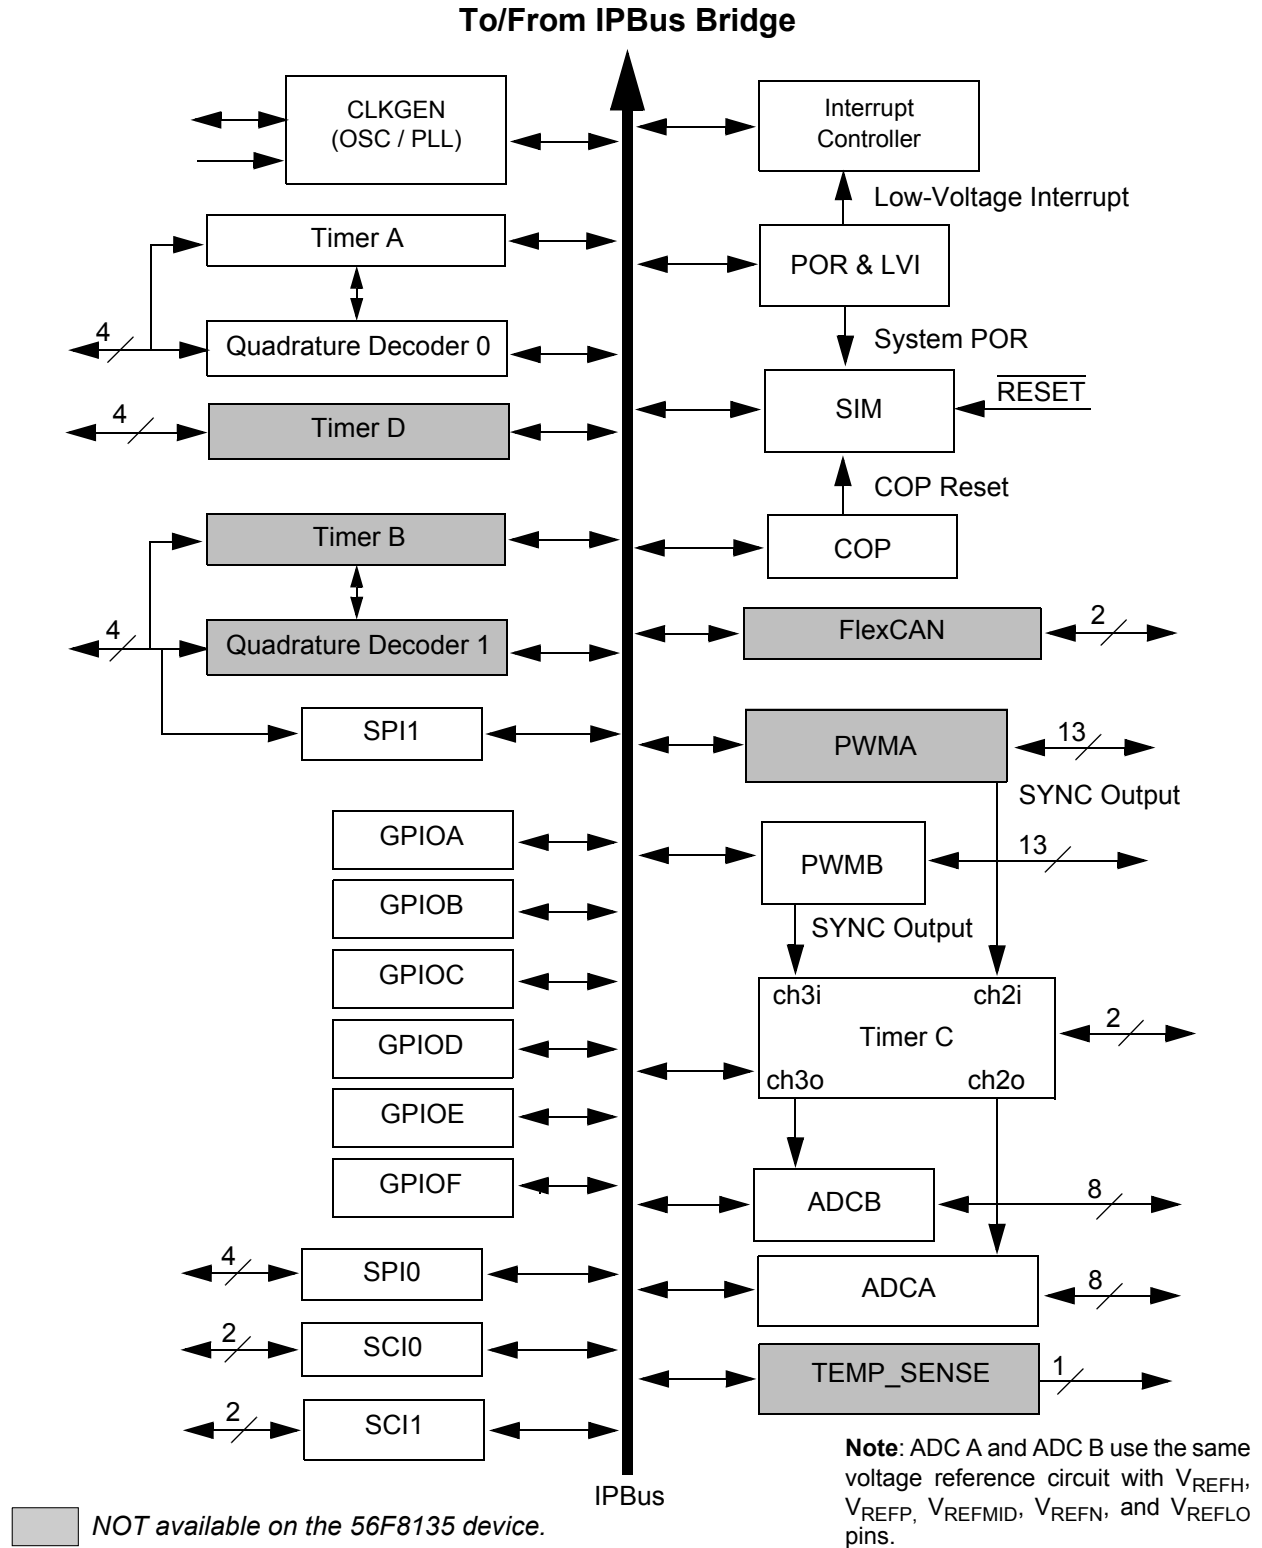 To/From IPBus Bridge
CLKGEN
(OSC / PLL)
Timer A
4
Quadrature Decoder 0
4
Timer D
Timer B
4
Quadrature Decoder 1
SPI1
GPIOA
GPIOB
GPIOC
GPIOD
GPIOE
GPIOF
4
SPI0
2
SCI0
2
SCI1
Interrupt
Controller
Low-Voltage Interrupt
POR & LVI
System POR
SIM
RESET
COP Reset
COP
FlexCAN
2
PWMA
13
SYNC Output
PWMB
13
SYNC Output
ch3i
ch2i
Timer C
2
ch3o
ch2o
ADCB
8
ADCA
8
TEMP_SENSE
1
IPBus
NOT available on the 56F8135 device.
Note: ADC A and ADC B use the same
voltage reference circuit with VREFH,
VREFP, VREFMID, VREFN, and VREFLO
pins.